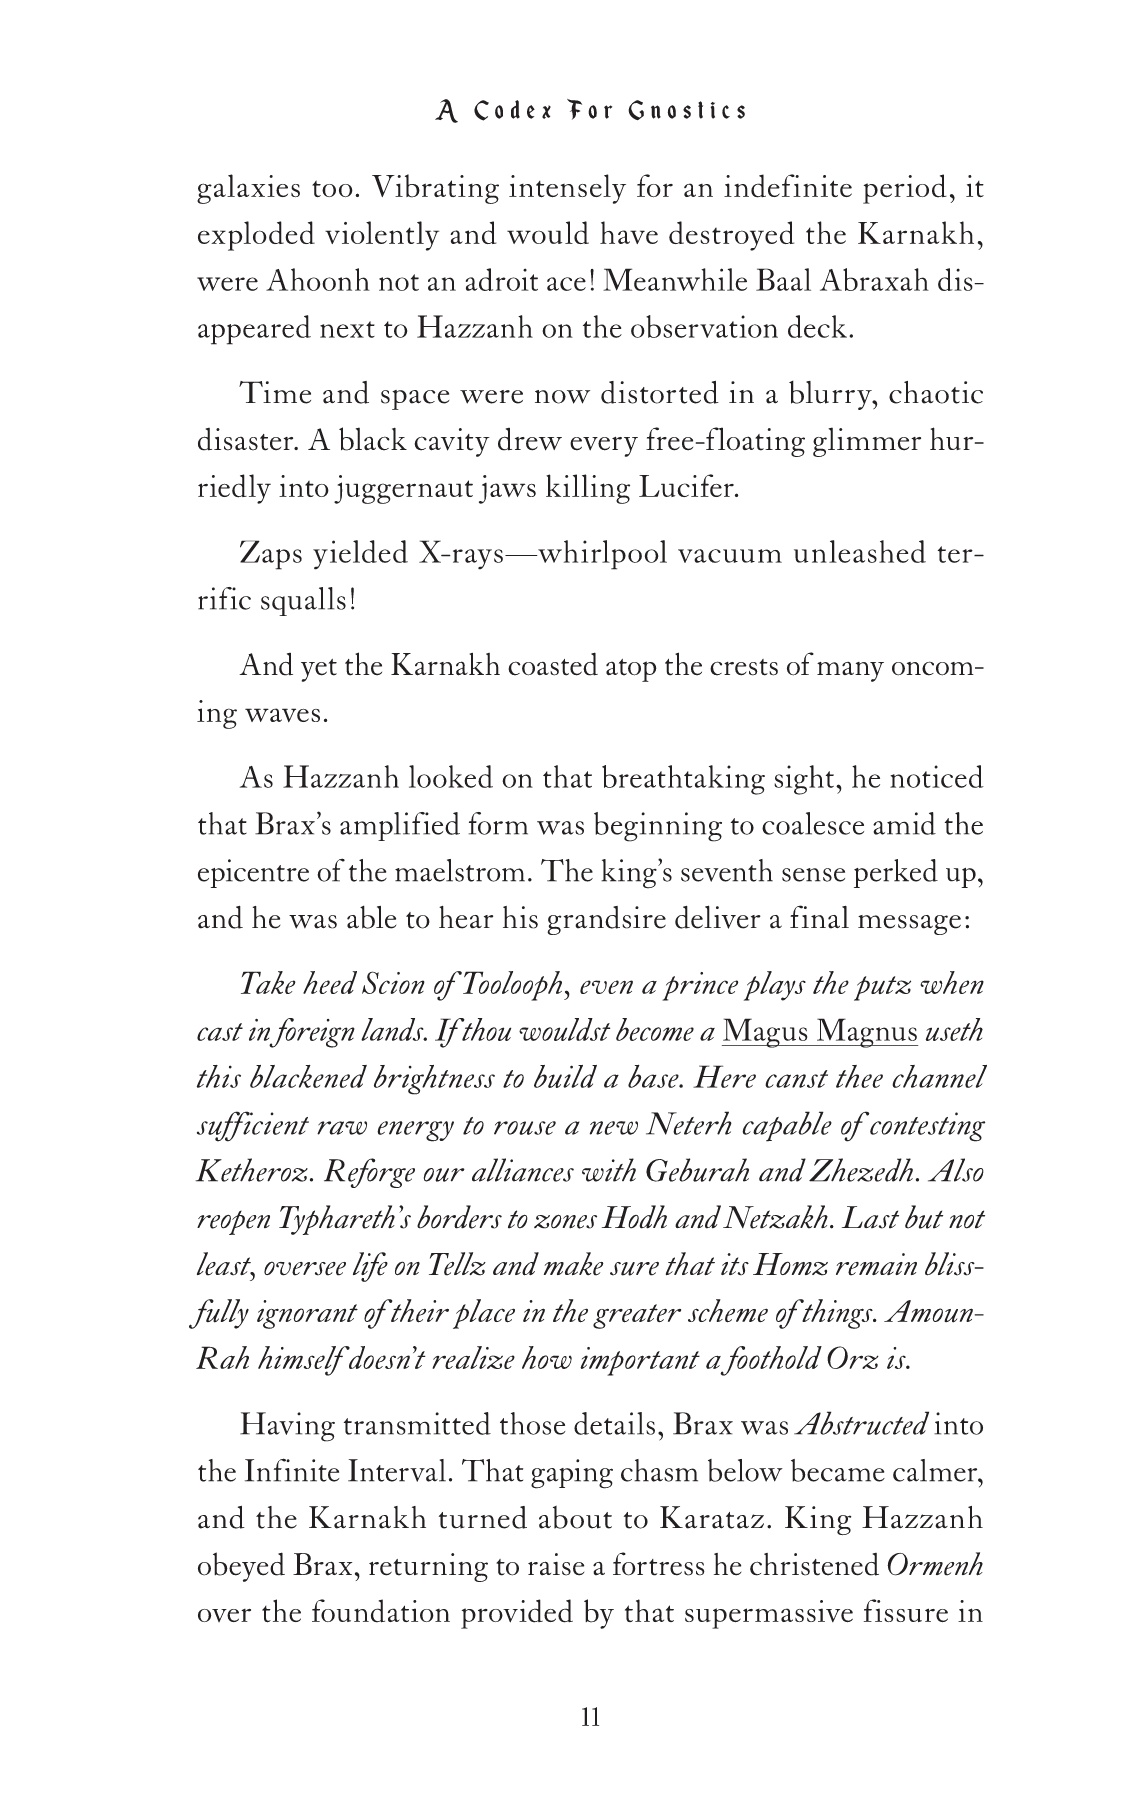 A Codex For Gnostics
galaxies too. Vibrating intensely for an indefinite period, it
exploded violently and would have destroyed the Karnakh,
were Ahoonh not an adroit ace! Meanwhile Baal Abraxah dis-
appeared next to Hazzanh on the observation deck.
Time and space were now distorted in a blurry, chaotic
disaster. A black cavity drew every free-floating glimmer hur-
riedly into juggernaut jaws killing Lucifer.
Zaps yielded X-rays—whirlpool vacuum unleashed ter-
rific squalls!
And yet the Karnakh coasted atop the crests of many oncom-
ing waves.
As Hazzanh looked on that breathtaking sight, he noticed
that Brax’s amplified form was beginning to coalesce amid the
epicentre of the maelstrom. The king’s seventh sense perked up,
and he was able to hear his grandsire deliver a final message:
Take heed Scion of Toolooph, even a prince plays the putz when
cast in foreign lands. If thou wouldst become a Magus Magnus useth
this blackened brightness to build a base. Here canst thee channel
sufficient raw energy to rouse a new Neterh capable of contesting
Ketheroz. Reforge our alliances with Geburah and Zhezedh. Also
reopen Typhareth’s borders to zones Hodh and Netzakh. Last but not
least, oversee life on Tellz and make sure that its Homz remain bliss-
fully ignorant of their place in the greater scheme of things. Amoun-
Rah himself doesn’t realize how important a foothold Orz is.
Having transmitted those details, Brax was Abstructed into
the Infinite Interval. That gaping chasm below became calmer,
and the Karnakh turned about to Karataz. King Hazzanh
obeyed Brax, returning to raise a fortress he christened Ormenh
over the foundation provided by that supermassive fissure in
11